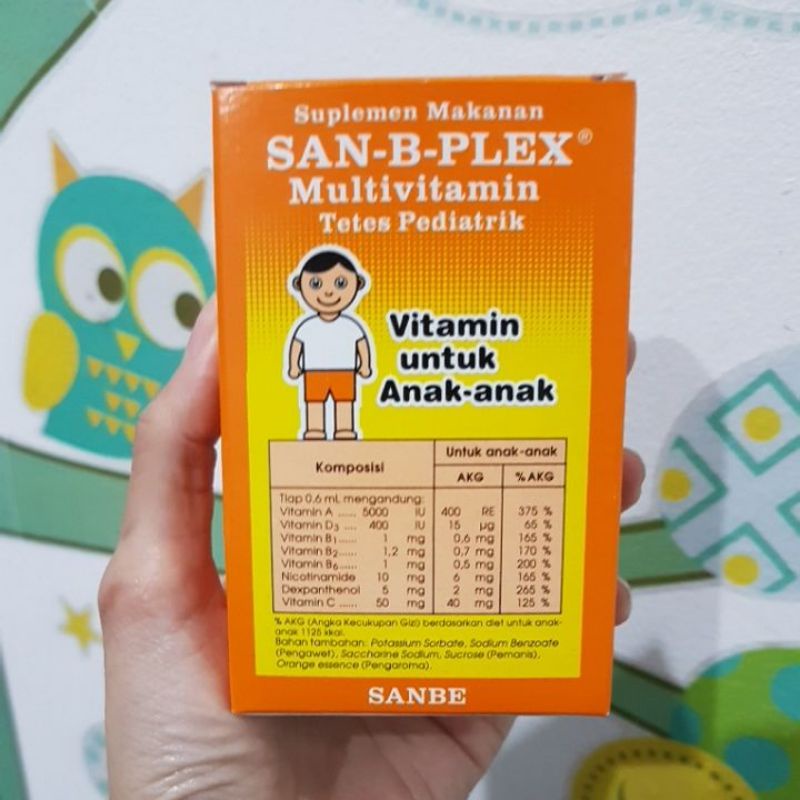 Suplemen Makanan
SAN-B-PLEX®
Multivitamin
Tetes Pediatrik
Vitamin
untuk
Anak-anak
Komposisi Untuk anak-anak
AKG %AKG
Tiap 0.6 mL mengandung:
Vitamin A ...... 5000 IU 400 RE 375 %
Vitamin D3 .... 400 IU 15 µg 65 %
Vitamin B1...... 1 mg 0,6 mg 165 %
Vitamin B2...... 1,2 mg 0,7 mg 170 %
Vitamin B6...... 1 mg 0,5 mg 200 %
Nicotinamide 10 mg 6 mg 165 %
Dexpanthenol 5 mg 2 mg 265 %
Vitamin C ...... 50 mg 40 mg 125 %
% AKG (Angka Kecukupan Gizi) berdasarkan diet untuk anak-
anak 1125 kkal.
Bahan tambahan: Potassium Sorbate, Sodium Benzoate
(Pengawet), Saccharine Sodium, Sucrose (Pemanis),
Orange essence (Pengaroma).
SANBE